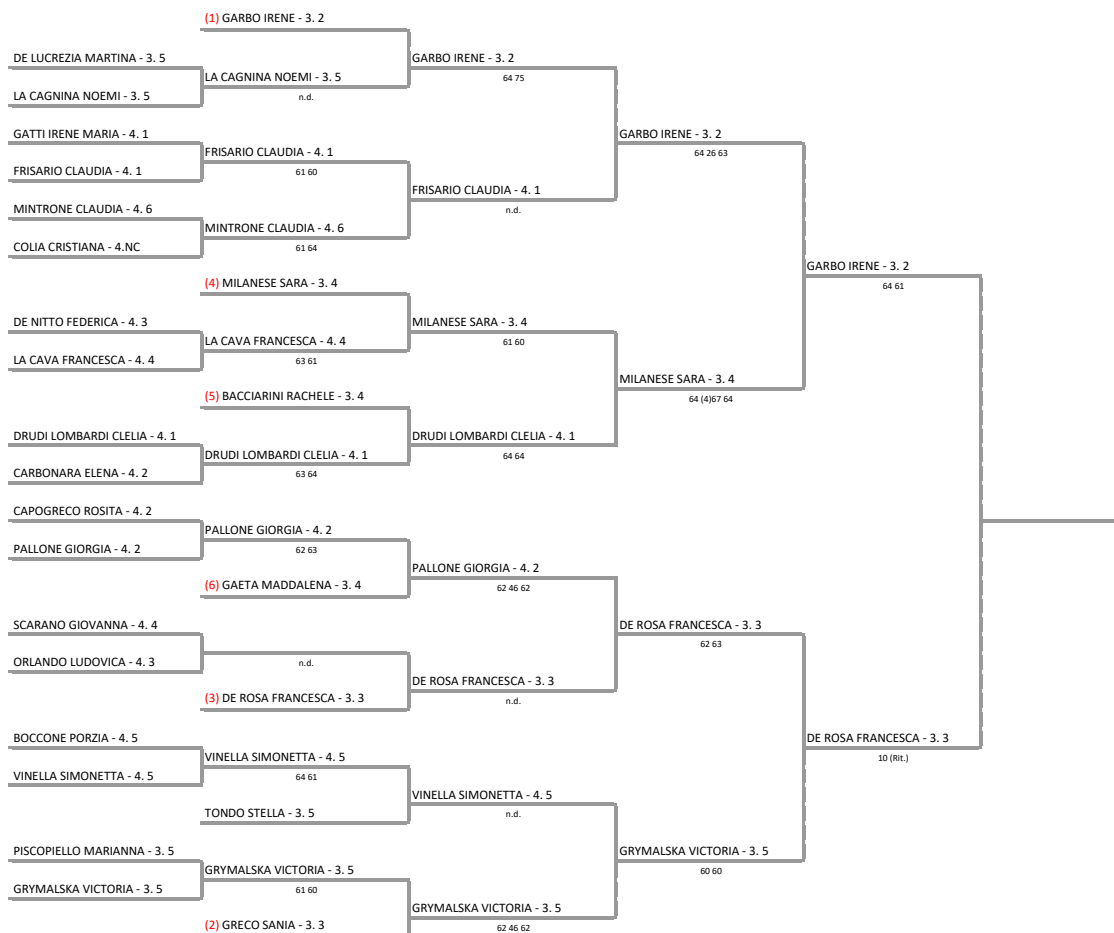 (1) GARBO IRENE - 3. 2
DE LUCREZIA MARTINA - 3. 5
GARBO IRENE - 3. 2
LA CAGNINA NOEMI - 3. 5
64 75
LA CAGNINA NOEMI - 3. 5
n.d.
GATTI IRENE MARIA - 4. 1
GARBO IRENE - 3. 2
FRISARIO CLAUDIA - 4. 1
64 26 63
FRISARIO CLAUDIA - 4. 1
61 60
FRISARIO CLAUDIA - 4. 1
MINTRONE CLAUDIA - 4. 6
n.d.
MINTRONE CLAUDIA - 4. 6
COLIA CRISTIANA - 4.NC
61 64
GARBO IRENE - 3. 2
(4) MILANESE SARA - 3. 4
64 61
DE NITTO FEDERICA - 4. 3
MILANESE SARA - 3. 4
LA CAVA FRANCESCA - 4. 4
61 60
LA CAVA FRANCESCA - 4. 4
63 61
MILANESE SARA - 3. 4
(5) BACCIARINI RACHELE - 3. 4
64 (4)67 64
DRUDI LOMBARDI CLELIA - 4. 1
DRUDI LOMBARDI CLELIA - 4. 1
DRUDI LOMBARDI CLELIA - 4. 1
64 64
CARBONARA ELENA - 4. 2
63 64
CAPOGRECO ROSITA - 4. 2
PALLONE GIORGIA - 4. 2
PALLONE GIORGIA - 4. 2
62 63
PALLONE GIORGIA - 4. 2
(6) GAETA MADDALENA - 3. 4
62 46 62
SCARANO GIOVANNA - 4. 4
DE ROSA FRANCESCA - 3. 3
62 63
ORLANDO LUDOVICA - 4. 3
n.d.
DE ROSA FRANCESCA - 3. 3
(3) DE ROSA FRANCESCA - 3. 3
n.d.
BOCCONE PORZIA - 4. 5
DE ROSA FRANCESCA - 3. 3
VINELLA SIMONETTA - 4. 5
10 (Rit.)
VINELLA SIMONETTA - 4. 5
64 61
VINELLA SIMONETTA - 4. 5
TONDO STELLA - 3. 5
n.d.
PISCOPIELLO MARIANNA - 3. 5
GRYMALSKA VICTORIA - 3. 5
GRYMALSKA VICTORIA - 3. 5
60 60
GRYMALSKA VICTORIA - 3. 5
61 60
GRYMALSKA VICTORIA - 3. 5
(2) GRECO SANIA - 3. 3
62 46 62